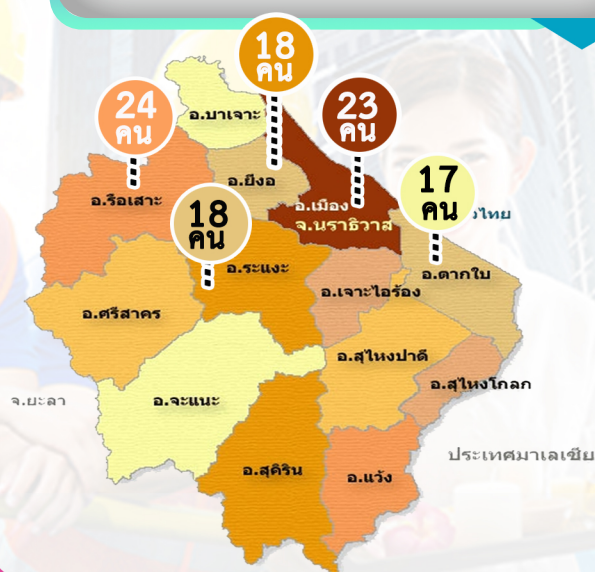 18
คน
24
คน
23
คน
อ.บาเจาะ
17
คน
อ.ยี่งอ
อ.รือเสาะ
18
คน
อ.เมือง
จ.นราธิวาส
วไทย
อ.ระแงะ
อ.ตากใบ
อ.เจาะไอร้อง
อ.ศรีสาคร
อ.สุไหงปาดี
อ.สุไหงโกลก
จ.ยะลา
อ.จะแนะ
ประเทศมาเลเซีย
อ.สุคิริน
อ.แว้ง